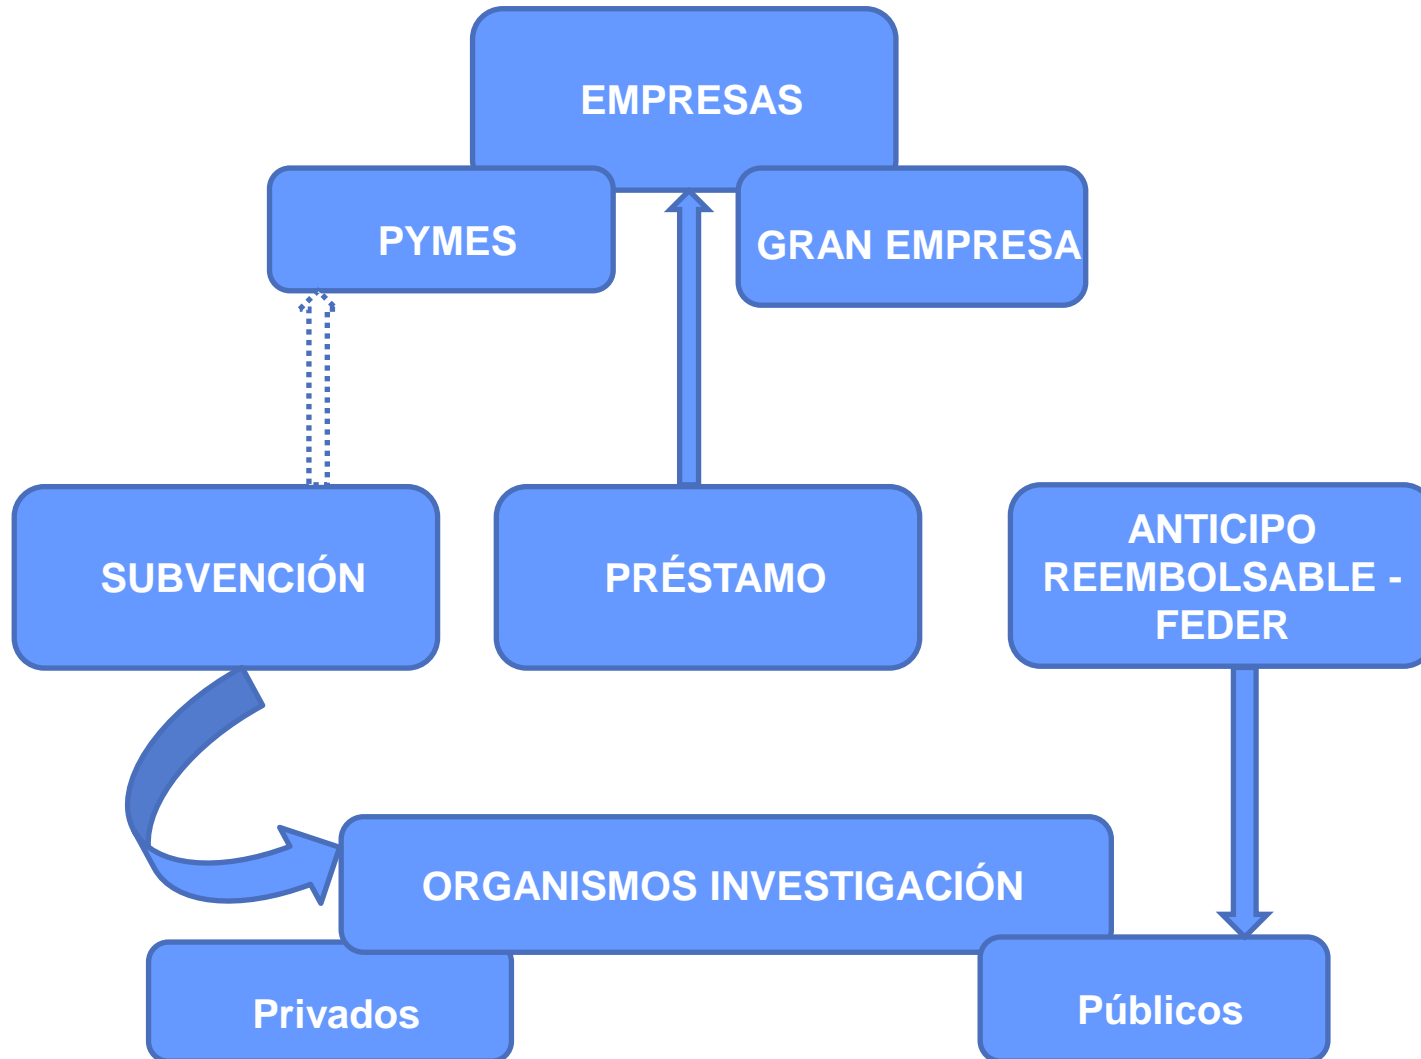 EMPRESAS
PYMES
GRAN EMPRESA
SUBVENCIÓN
PRÉSTAMO
ANTICIPO
REEMBOLSABLE -
FEDER
ORGANISMOS INVESTIGACIÓN
Privados
Públicos